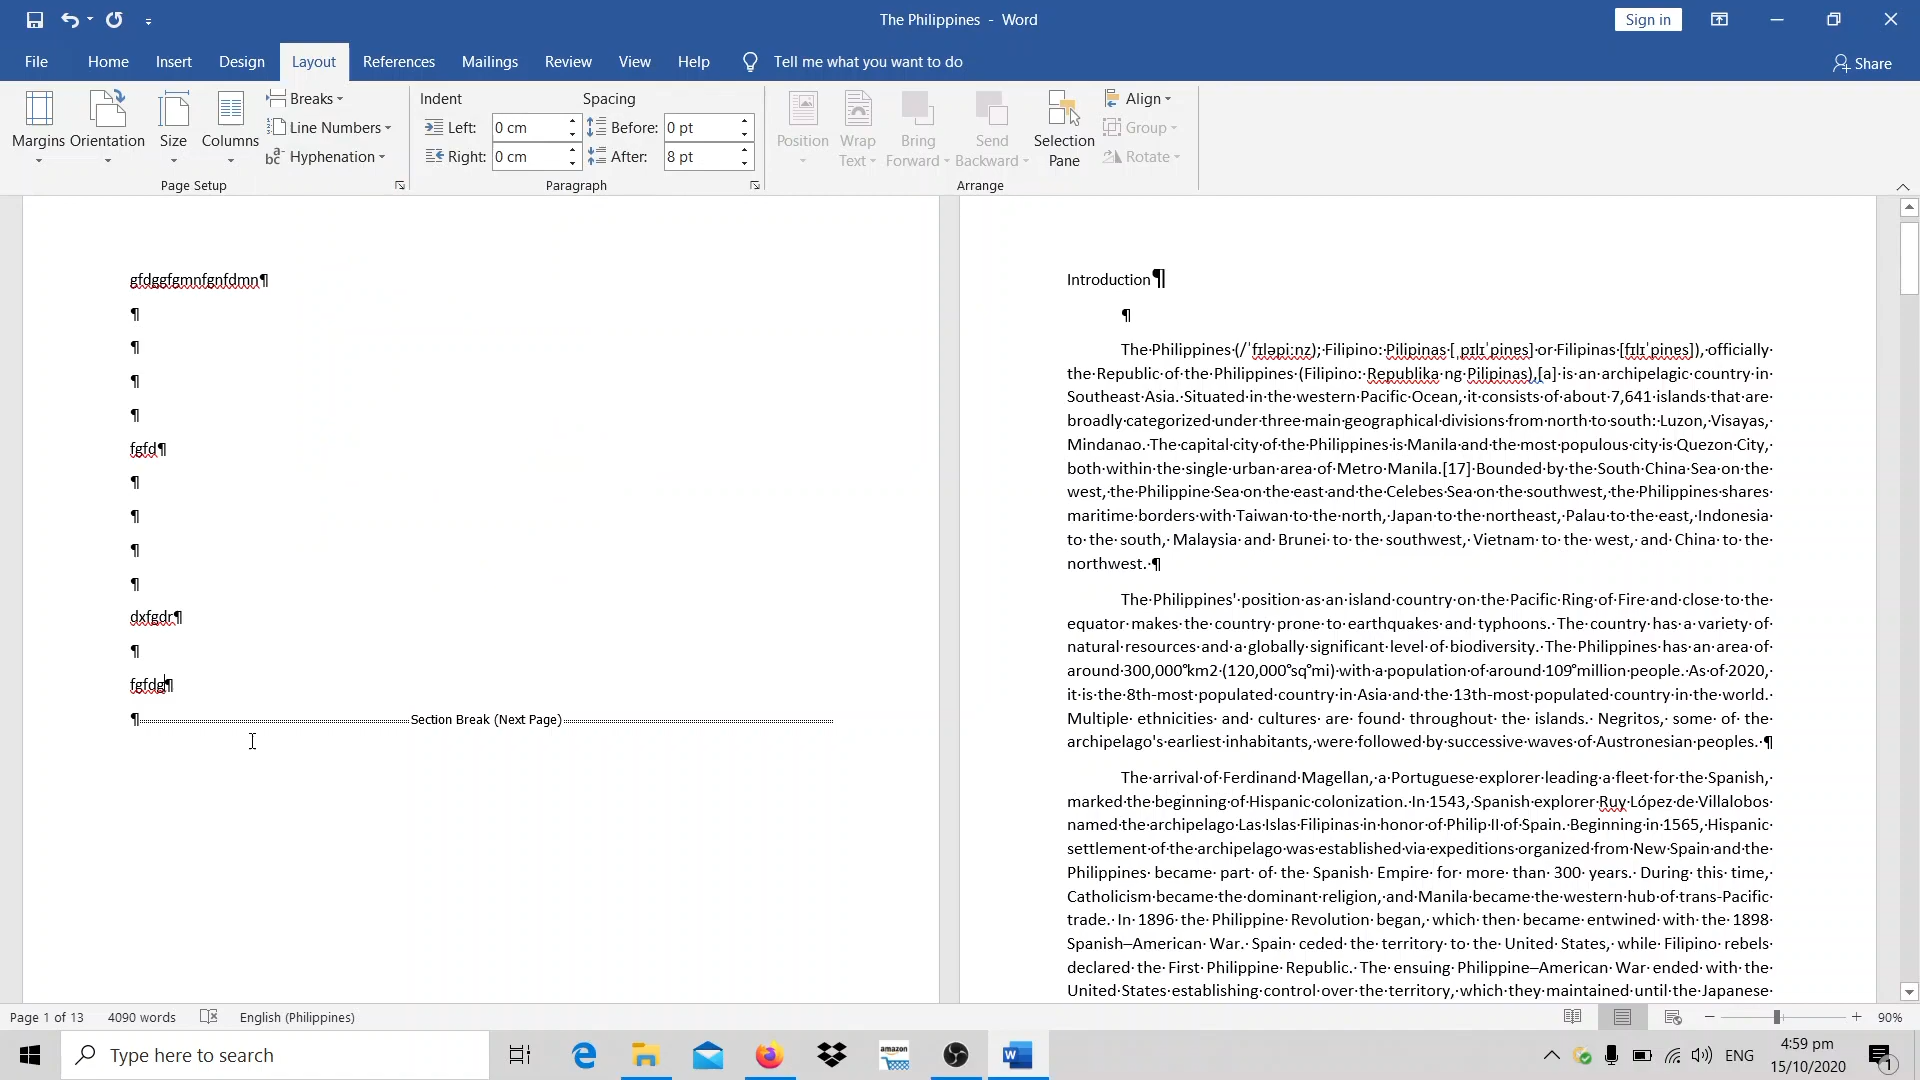 The Philippines - Word
Sign in
File Home Insert Design Layout References Mailings Review View Help Tell me what you want to do
Share
Margins Orientation Size Columns
Breaks
Line Numbers
Hyphenation
Page Setup
Indent Spacing
Left: 0 cm Before: 0 pt
Right: 0 cm After: 8 pt
Paragraph
Position Wrap Text Bring Forward Send Backward Selection Pane
Align
Group
Rotate
Arrange
gfdggfgmnfgnfdmn¶
¶
¶
¶
¶
fgfd¶
¶
¶
¶
¶
dxfgdr¶
¶
fgfdg¶
¶ Section Break (Next Page)
Introduction¶
¶
The·Philippines·(/ˈfɪləpiːnz);·Filipino:·Pilipinas·[ˌpɪlɪˈpinɐs]·or·Filipinas·[fɪlɪˈpinɐs]),·officially·
the·Republic·of·the·Philippines·(Filipino:·Republika·ng·Pilipinas),[a]·is·an·archipelagic·country·in·
Southeast·Asia.·Situated·in·the·western·Pacific·Ocean,·it·consists·of·about·7,641·islands·that·are·
broadly·categorized·under·three·main·geographical·divisions·from·north·to·south:·Luzon,·Visayas,·
Mindanao.·The·capital·city·of·the·Philippines·is·Manila·and·the·most·populous·city·is·Quezon·City,·
both·within·the·single·urban·area·of·Metro·Manila.[17]·Bounded·by·the·South·China·Sea·on·the·
west,·the·Philippine·Sea·on·the·east·and·the·Celebes·Sea·on·the·southwest,·the·Philippines·shares·
maritime·borders·with·Taiwan·to·the·north,·Japan·to·the·northeast,·Palau·to·the·east,·Indonesia·
to·the·south,·Malaysia·and·Brunei·to·the·southwest,·Vietnam·to·the·west,·and·China·to·the·
northwest.·¶
The·Philippines'·position·as·an·island·country·on·the·Pacific·Ring·of·Fire·and·close·to·the·
equator·makes·the·country·prone·to·earthquakes·and·typhoons.·The·country·has·a·variety·of·
natural·resources·and·a·globally·significant·level·of·biodiversity.·The·Philippines·has·an·area·of·
around·300,000°km2·(120,000°sq°mi)·with·a·population·of·around·109°million·people.·As·of·2020,·
it·is·the·8th-most·populated·country·in·Asia·and·the·13th-most·populated·country·in·the·world.·
Multiple·ethnicities·and·cultures·are·found·throughout·the·islands.·Negritos,·some·of·the·
archipelago's·earliest·inhabitants,·were·followed·by·successive·waves·of·Austronesian·peoples.·¶
The·arrival·of·Ferdinand·Magellan,·a·Portuguese·explorer·leading·a·fleet·for·the·Spanish,·
marked·the·beginning·of·Hispanic·colonization.·In·1543,·Spanish·explorer·Ruy·López·de·Villalobos·
named·the·archipelago·Las·Islas·Filipinas·in·honor·of·Philip·II·of·Spain.·Beginning·in·1565,·Hispanic·
settlement·of·the·archipelago·was·established·via·expeditions·organized·from·New·Spain·and·the·
Philippines·became·part·of·the·Spanish·Empire·for·more·than·300·years.·During·this·time,·
Catholicism·became·the·dominant·religion,·and·Manila·became·the·western·hub·of·trans-Pacific·
trade.·In·1896·the·Philippine·Revolution·began,·which·then·became·entwined·with·the·1898·
Spanish–American·War.·Spain·ceded·the·territory·to·the·United·States,·while·Filipino·rebels·
declared·the·First·Philippine·Republic.·The·ensuing·Philippine–American·War·ended·with·the·
United·States·establishing·control·over·the·territory,·which·they·maintained·until·the·Japanese·
Page 1 of 13 4090 words English (Philippines) 90%
Type here to search
amazon
ENG
4:59 pm
15/10/2020
1